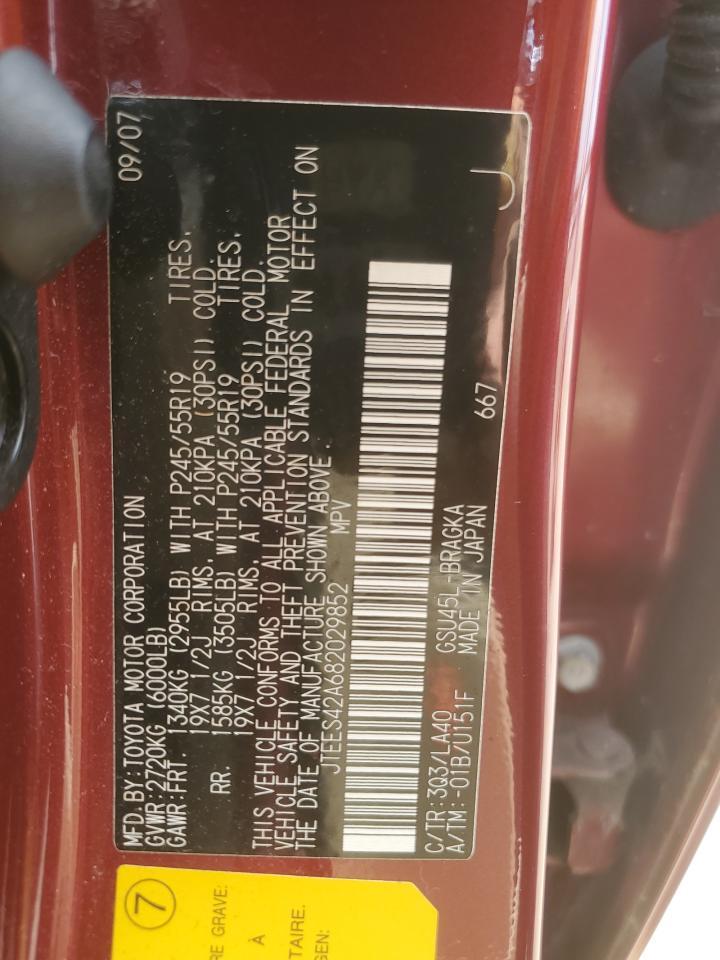 MFD. BY: TOYOTA MOTOR CORPORATION 09/07
GVWR: 2720KG (6000LB)
GAWR: FRT. 1340KG (2955LB) WITH P245/55R19 TIRES,
19X7 1/2J RIMS, AT 210KPA (30PSI) COLD
RR. 1585KG (3505LB) WITH P245/55R19 TIRES,
19X7 1/2J RIMS, AT 210KPA (30PSI) COLD.
THIS VEHICLE CONFORMS TO ALL APPLICABLE FEDERAL MOTOR
VEHICLE SAFETY AND THEFT PREVENTION STANDARDS IN EFFECT ON
THE DATE OF MANUFACTURE SHOWN ABOVE.
JTEES42A682029852 MPV
C/TR: 3Q3/LA40 GSU45L-BRAGKA
A/TM: -01B/U151F MADE IN JAPAN 667 J
7
RE GRAVE:
À
TAIRE.
GEN: